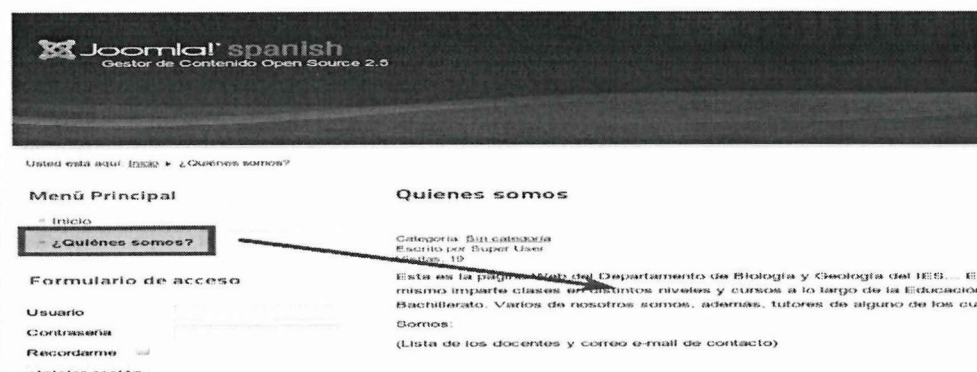 Joomla!® spanish
Gestor de Contenido Open Source 2.5
Usted está aquí: Inicio ▸ ¿Quiénes somos?
Menú Principal
Inicio
¿Quiénes somos?
Formulario de acceso
Usuario
Contraseña
Recordarme
Iniciar sesión
Quienes somos
Categoría: Sin categoría
Escrito por Super User
Visitas: 19
Esta es la página Web del Departamento de Biología y Geología del IES... E
mismo imparte clases en distintos niveles y cursos a lo largo de la Educación
Bachillerato. Varios de nosotros somos, además, tutores de alguno de los cu
Somos:
(Lista de los docentes y correo e-mail de contacto)